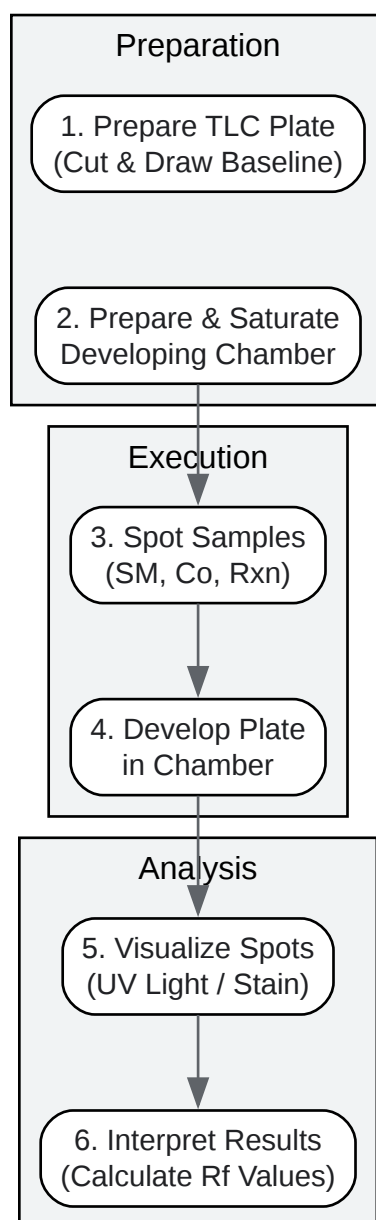 Preparation
1. Prepare TLC Plate
(Cut & Draw Baseline)
2. Prepare & Saturate
Developing Chamber
Execution
3. Spot Samples
(SM, Co, Rxn)
4. Develop Plate
in Chamber
Analysis
5. Visualize Spots
(UV Light / Stain)
6. Interpret Results
(Calculate Rf Values)